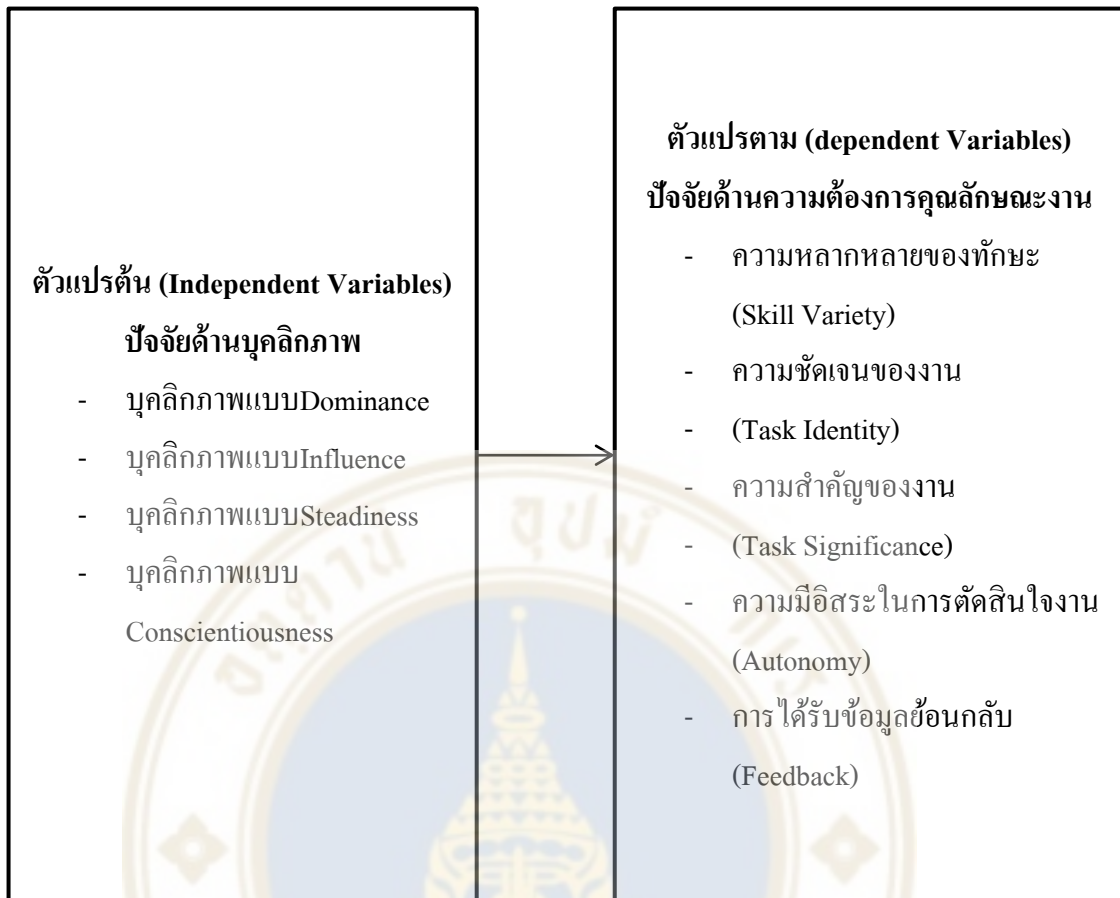 ตัวแปรต้น (Independent Variables)
ปัจจัยด้านบุคลิกภาพ
- บุคลิกภาพแบบDominance
- บุคลิกภาพแบบInfluence
- บุคลิกภาพแบบSteadiness
- บุคลิกภาพแบบ
Conscientiousness
ตัวแปรตาม (dependent Variables)
ปัจจัยด้านความต้องการคุณลักษณะงาน
- ความหลากหลายของทักษะ
(Skill Variety)
- ความชัดเจนของงาน
- (Task Identity)
- ความสำคัญของงาน
- (Task Significance)
- ความมีอิสระในการตัดสินใจงาน
(Autonomy)
- การได้รับข้อมูลย้อนกลับ
(Feedback)